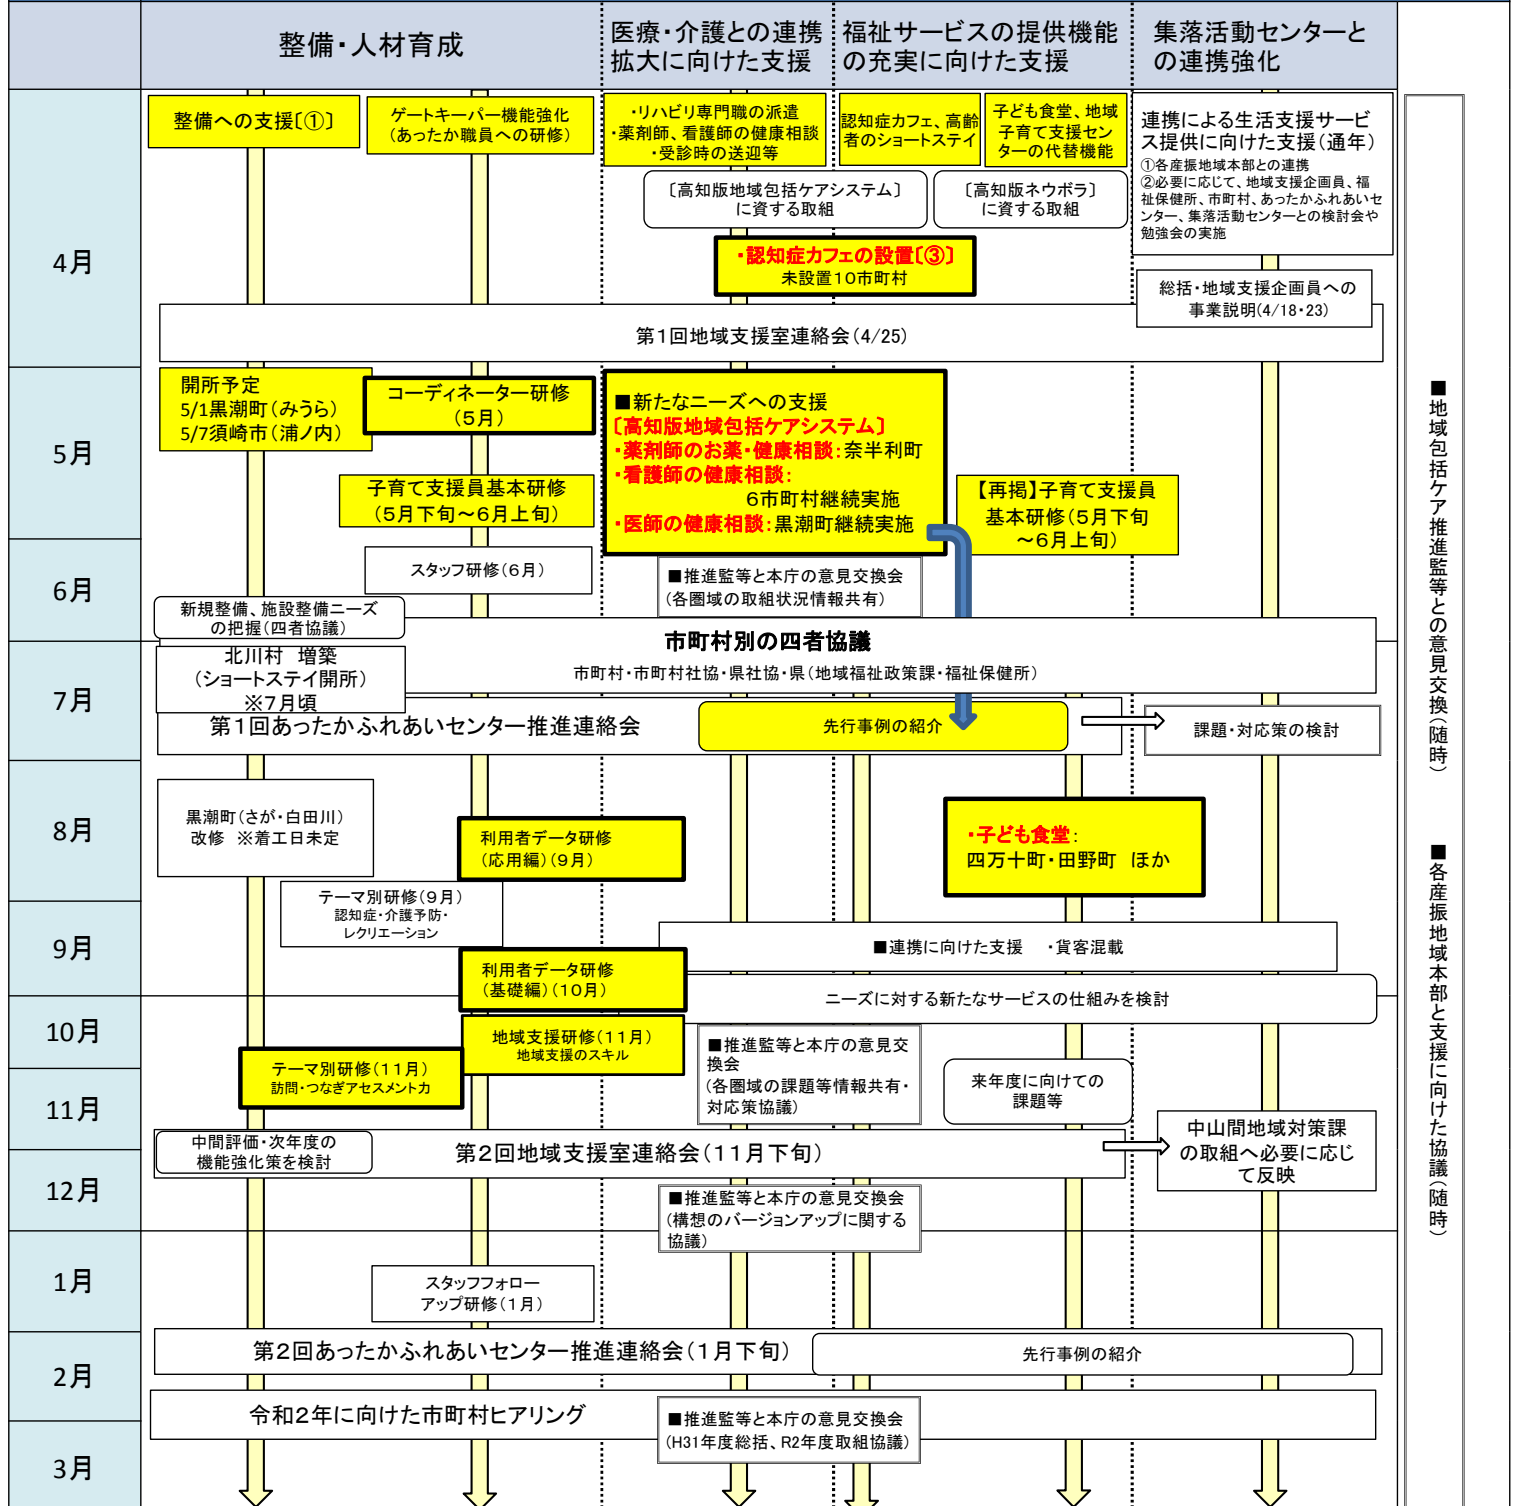 整備・人材育成
医療・介護との連携
拡大に向けた支援
福祉サービスの提供機能
の充実に向けた支援
集落活動センターと
の連携強化
4月
整備への支援〔①〕
ゲートキーパー機能強化
(あったか職員への研修)
・リハビリ専門職の派遣
・薬剤師、看護師の健康相談
・受診時の送迎等
認知症カフェ、高齢
者のショートステイ
子ども食堂、地域
子育て支援セン
ターの代替機能
連携による生活支援サービ
ス提供に向けた支援(通年)
①各産振地域本部との連携
②必要に応じて、地域支援企画員、福
祉保健所、市町村、あったかふれあいセ
ンター、集落活動センターとの検討会や
勉強会の実施
〔高知版地域包括ケアシステム〕
に資する取組
〔高知版ネウボラ〕
に資する取組
・認知症カフェの設置〔③〕
未設置10市町村
総括・地域支援企画員への
事業説明(4/18・23)
第1回地域支援室連絡会(4/25)
5月
開所予定
5/1黒潮町(みうら)
5/7須崎市(浦ノ内)
コーディネーター研修
(5月)
■新たなニーズへの支援
〔高知版地域包括ケアシステム〕
・薬剤師のお薬・健康相談:奈半利町
・看護師の健康相談:
6市町村継続実施
・医師の健康相談:黒潮町継続実施
子育て支援員基本研修
(5月下旬~6月上旬)
【再掲】子育て支援員
基本研修(5月下旬
~6月上旬)
6月
スタッフ研修(6月)
■推進監等と本庁の意見交換会
(各圏域の取組状況情報共有)
新規整備、施設整備ニーズ
の把握(四者協議)
市町村別の四者協議
市町村・市町村社協・県社協・県(地域福祉政策課・福祉保健所)
7月
北川村 増築
(ショートステイ開所)
※7月頃
第1回あったかふれあいセンター推進連絡会
先行事例の紹介
課題・対応策の検討
8月
黒潮町(さが・白田川)
改修 ※着工日未定
利用者データ研修
(応用編)(9月)
・子ども食堂:
四万十町・田野町 ほか
テーマ別研修(9月)
認知症・介護予防・
レクリエーション
9月
■連携に向けた支援 ・貨客混載
利用者データ研修
(基礎編)(10月)
ニーズに対する新たなサービスの仕組みを検討
10月
地域支援研修(11月)
地域支援のスキル
■推進監等と本庁の意見交
換会
(各圏域の課題等情報共有・
対応策協議)
テーマ別研修(11月)
訪問・つなぎアセスメント力
来年度に向けての
課題等
11月
中間評価・次年度の
機能強化策を検討
第2回地域支援室連絡会(11月下旬)
中山間地域対策課
の取組へ必要に応じ
て反映
12月
■推進監等と本庁の意見交換会
(構想のバージョンアップに関する
協議)
1月
スタッフフォロー
アップ研修(1月)
第2回あったかふれあいセンター推進連絡会(1月下旬)
先行事例の紹介
2月
令和2年に向けた市町村ヒアリング
■推進監等と本庁の意見交換会
(H31年度総括、R2年度取組協議)
3月
■地域包括ケア推進監等との意見交換(随時)
■各産振地域本部と支援に向けた協議(随時)